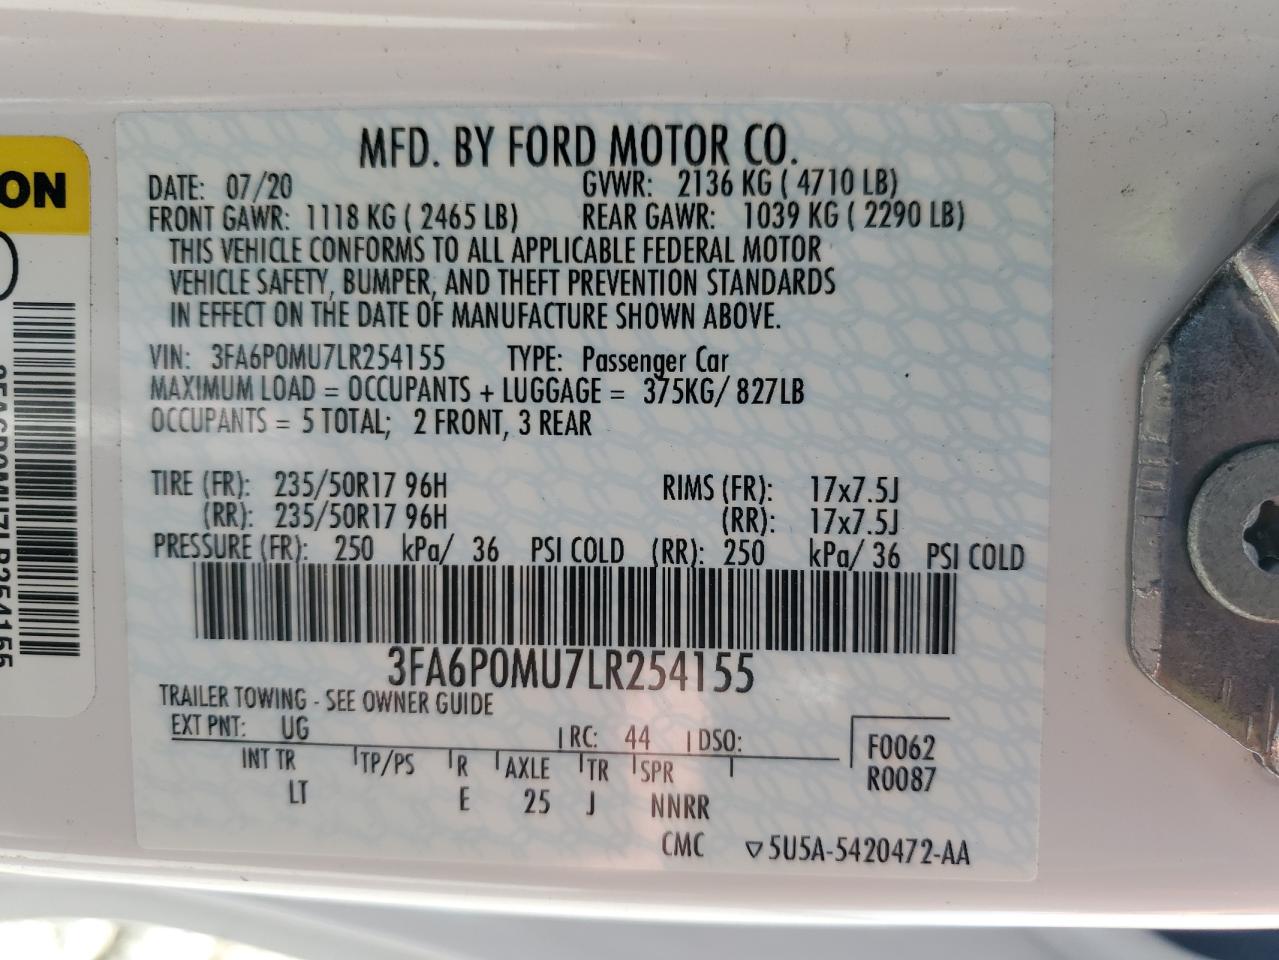 MFD. BY FORD MOTOR CO.
DATE: 07/20 GVWR: 2136 KG ( 4710 LB)
FRONT GAWR: 1118 KG ( 2465 LB) REAR GAWR: 1039 KG ( 2290 LB)
THIS VEHICLE CONFORMS TO ALL APPLICABLE FEDERAL MOTOR
VEHICLE SAFETY, BUMPER, AND THEFT PREVENTION STANDARDS
IN EFFECT ON THE DATE OF MANUFACTURE SHOWN ABOVE.
VIN: 3FA6P0MU7LR254155 TYPE: Passenger Car
MAXIMUM LOAD = OCCUPANTS + LUGGAGE = 375KG/ 827LB
OCCUPANTS = 5 TOTAL; 2 FRONT, 3 REAR
TIRE (FR): 235/50R17 96H RIMS (FR): 17x7.5J
(RR): 235/50R17 96H (RR): 17x7.5J
PRESSURE (FR): 250 kPa/ 36 PSI COLD (RR): 250 kPa/ 36 PSI COLD
3FA6P0MU7LR254155
TRAILER TOWING - SEE OWNER GUIDE
EXT PNT: UG RC: 44 DSO: F0062
INT TR TP/PS R AXLE TR SPR R0087
LT E 25 J NNRR
CMC ▽5U5A-5420472-AA
ON
3FA6P0MU7LR254155